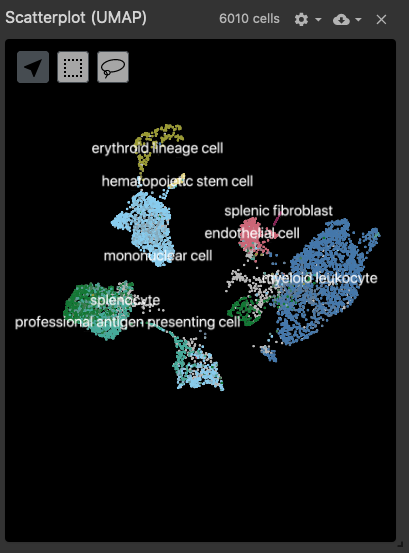 Scatterplot (UMAP)
6010 cells
erythroid lineage cell
hematopoietic stem cell
splenic fibroblast
endothelial cell
mononuclear cell
myeloid leukocyte
splenocyte
professional antigen presenting cell